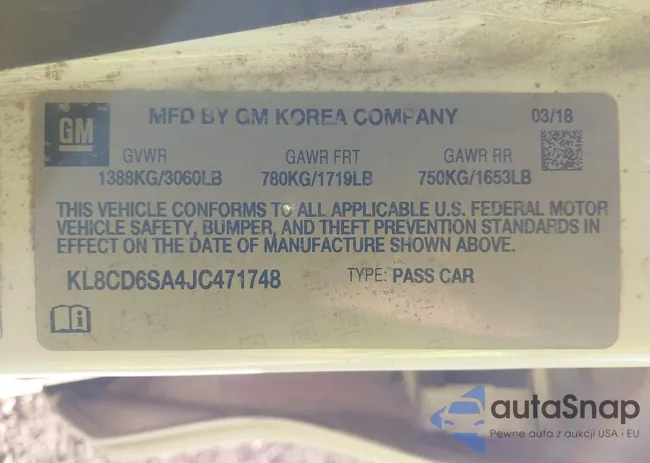 GM
MFD BY GM KOREA COMPANY 03/18
GVWR GAWR FRT GAWR RR
1388KG/3060LB 780KG/1719LB 750KG/1653LB
THIS VEHICLE CONFORMS TO ALL APPLICABLE U.S. FEDERAL MOTOR
VEHICLE SAFETY, BUMPER, AND THEFT PREVENTION STANDARDS IN
EFFECT ON THE DATE OF MANUFACTURE SHOWN ABOVE.
KL8CD6SA4JC471748 TYPE: PASS CAR
autaSnap
Pewne auta z aukcji USA i EU